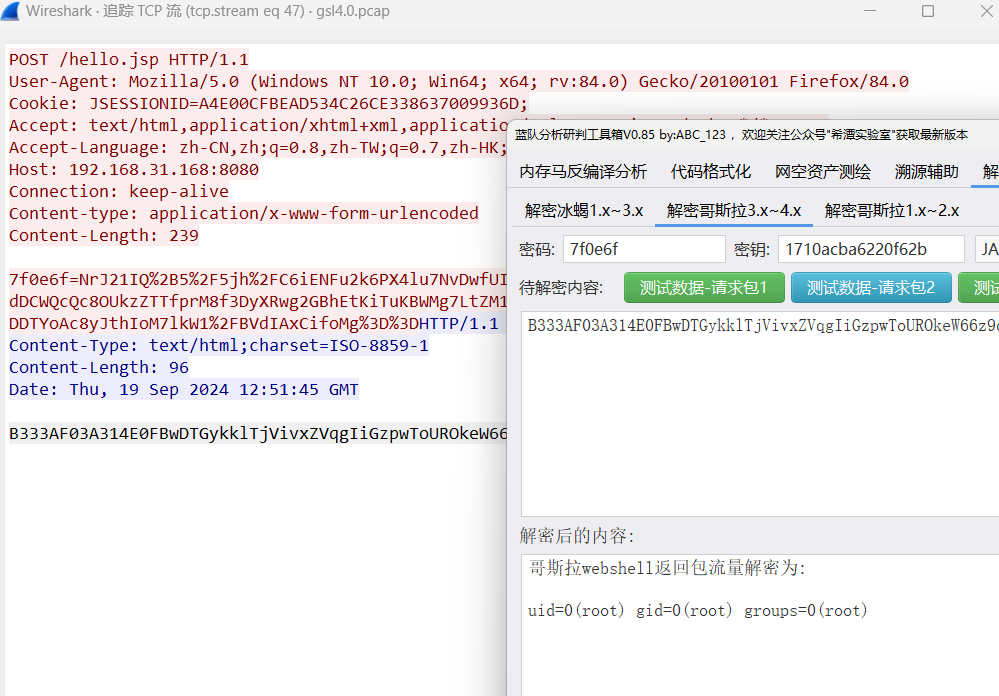 Wireshark · 追踪 TCP 流 (tcp.stream eq 47) · gsl4.0.pcap
POST /hello.jsp HTTP/1.1
User-Agent: Mozilla/5.0 (Windows NT 10.0; Win64; x64; rv:84.0) Gecko/20100101 Firefox/84.0
Cookie: JSESSIONID=A4E00CFBEAD534C26CE338637009936D;
Accept: text/html,application/xhtml+xml,application
Accept-Language: zh-CN,zh;q=0.8,zh-TW;q=0.7,zh-HK;
Host: 192.168.31.168:8080
Connection: keep-alive
Content-type: application/x-www-form-urlencoded
Content-Length: 239
7f0e6f=NrJ21IQ%2B5%2F5jh%2FC6iENFu2k6PX4lu7NvDwfUI
dDCWQcQc8OUkzZTTfprM8f3DyXRwg2GBhEtKiTuKBWMg7LtZM1
DDTYoAc8yJthIoM7lkW1%2FBVdIAxCifoMg%3D%3DHTTP/1.1
Content-Type: text/html;charset=ISO-8859-1
Content-Length: 96
Date: Thu, 19 Sep 2024 12:51:45 GMT
B333AF03A314E0FBwDTGykklTjVivxZVqgIiGzpwToUROkeW66
蓝队分析研判工具箱V0.85 by:ABC_123 ，欢迎关注公众号"希潭实验室"获取最新版本
内存马反编译分析 代码格式化 网空资产测绘 溯源辅助 解
解密冰蝎1.x~3.x 解密哥斯拉3.x~4.x 解密哥斯拉1.x~2.x
密码: 7f0e6f 密钥: 1710acba6220f62b JA
待解密内容: 测试数据-请求包1 测试数据-请求包2 测试
B333AF03A314E0FBwDTGykklTjVivxZVqgIiGzpwToUROkeW66z9
解密后的内容:
哥斯拉webshell返回包流量解密为:
uid=0(root) gid=0(root) groups=0(root)